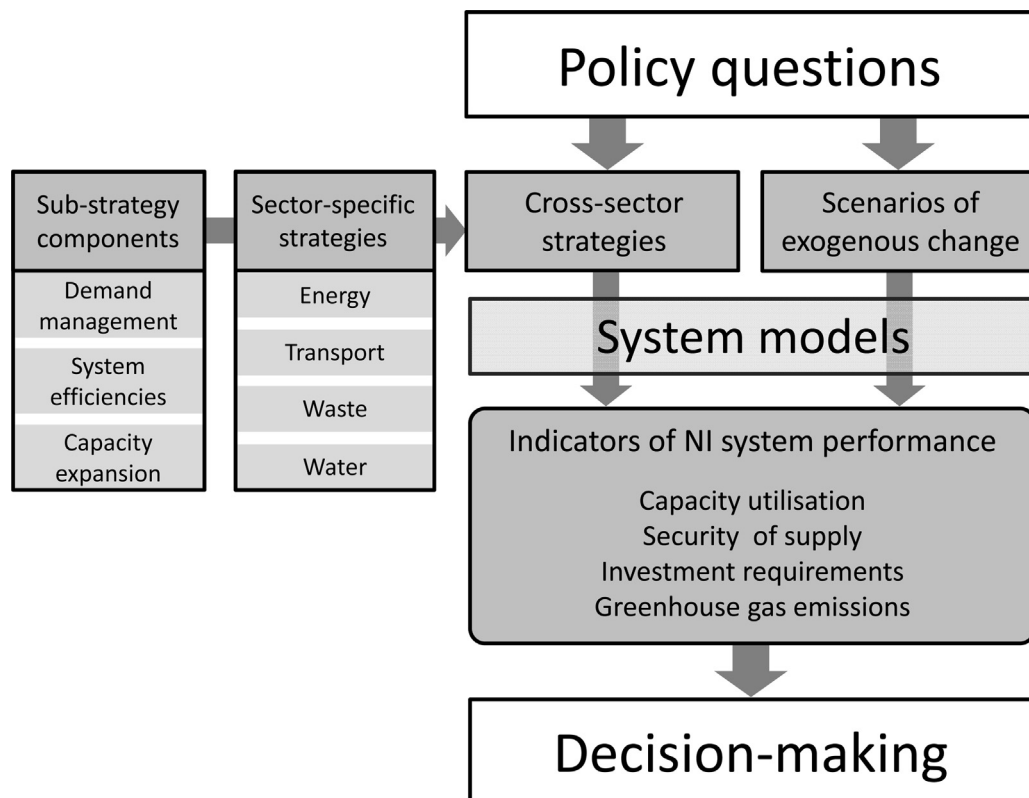 Policy questions
Sub-strategy
components
Demand
management
System
efficiencies
Capacity
expansion
Sector-specific
strategies
Energy
Transport
Waste
Water
Cross-sector
strategies
Scenarios of
exogenous change
System models
Indicators of NI system performance
Capacity utilisation
Security of supply
Investment requirements
Greenhouse gas emissions
Decision-making